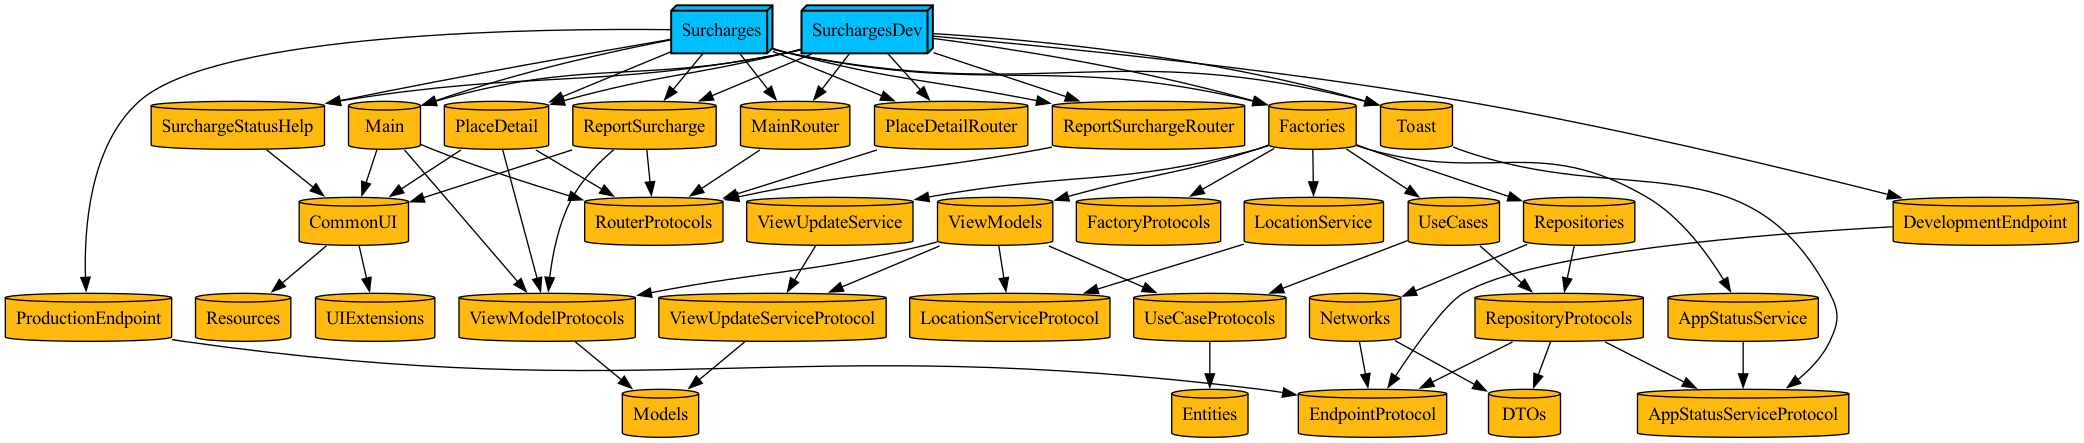 Surcharges
SurchargesDev
SurchargeStatusHelp
Main
PlaceDetail
ReportSurcharge
MainRouter
PlaceDetailRouter
ReportSurchargeRouter
Factories
Toast
CommonUI
RouterProtocols
ViewUpdateService
ViewModels
FactoryProtocols
LocationService
UseCases
Repositories
DevelopmentEndpoint
ProductionEndpoint
Resources
UIExtensions
ViewModelProtocols
ViewUpdateServiceProtocol
LocationServiceProtocol
UseCaseProtocols
Networks
RepositoryProtocols
AppStatusService
Models
Entities
EndpointProtocol
DTOs
AppStatusServiceProtocol